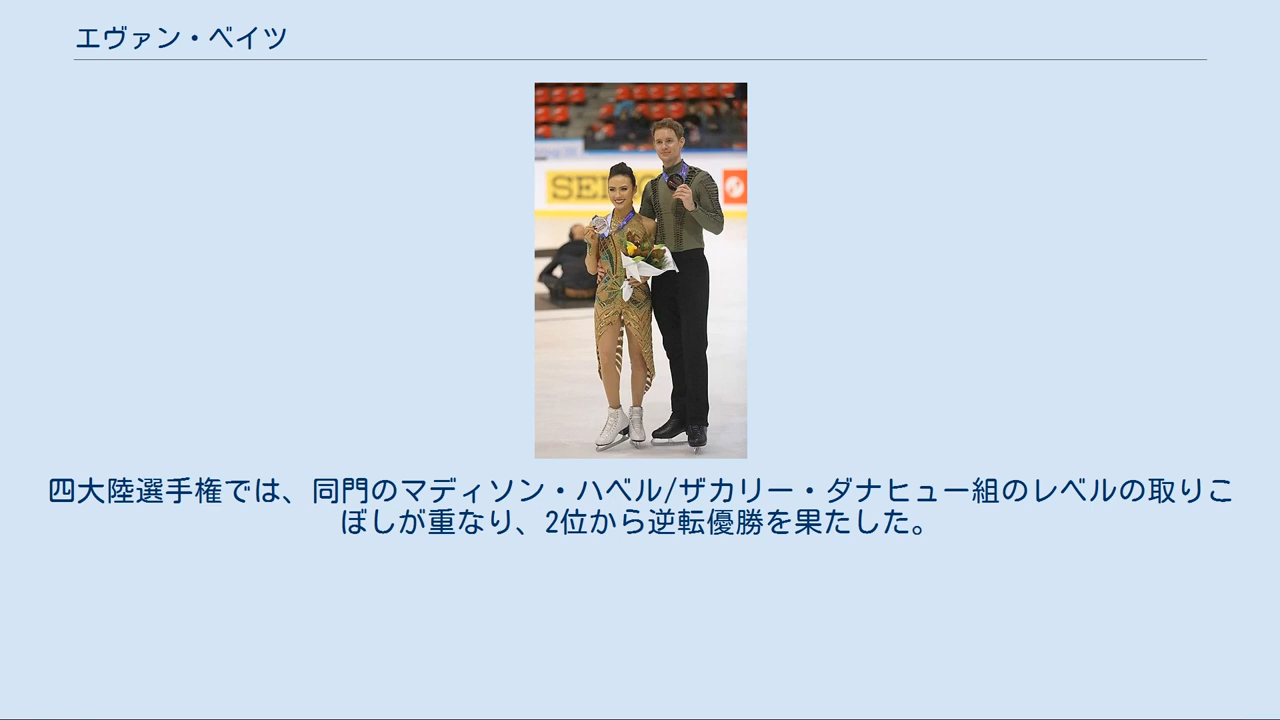 エヴァン・ベイツ
四大陸選手権では、同門のマディソン・ハベル/ザカリー・ダナヒュー組のレベルの取りこ
ぼしが重なり、2位から逆転優勝を果たした。